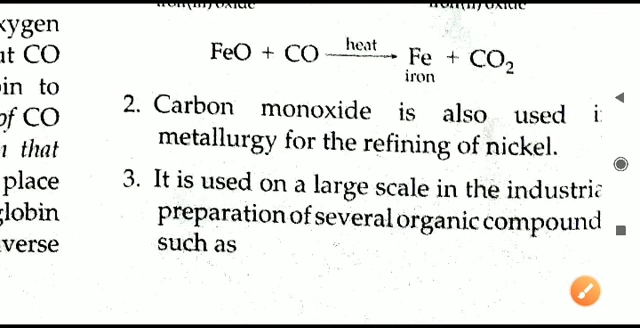 xygen
at CO
in to
of CO
that
place
globin
verse
FeO + CO —heat→ Fe + CO₂
iron
2. Carbon monoxide is also used
metallurgy for the refining of nickel.
3. It is used on a large scale in the
preparation of several organic compound
such as